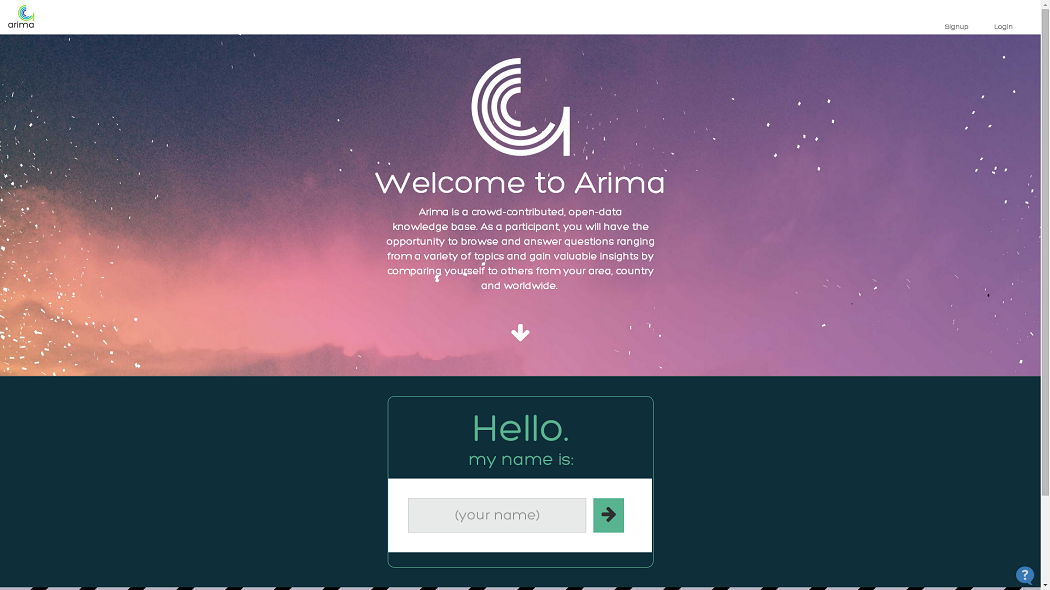 arima
Signup
Login
Welcome to Arima
Arima is a crowd-contributed, open-data
knowledge base. As a participant, you will have the
opportunity to browse and answer questions ranging
from a variety of topics and gain valuable insights by
comparing yourself to others from your area, country
and worldwide.
Hello.
my name is:
(your name)
?